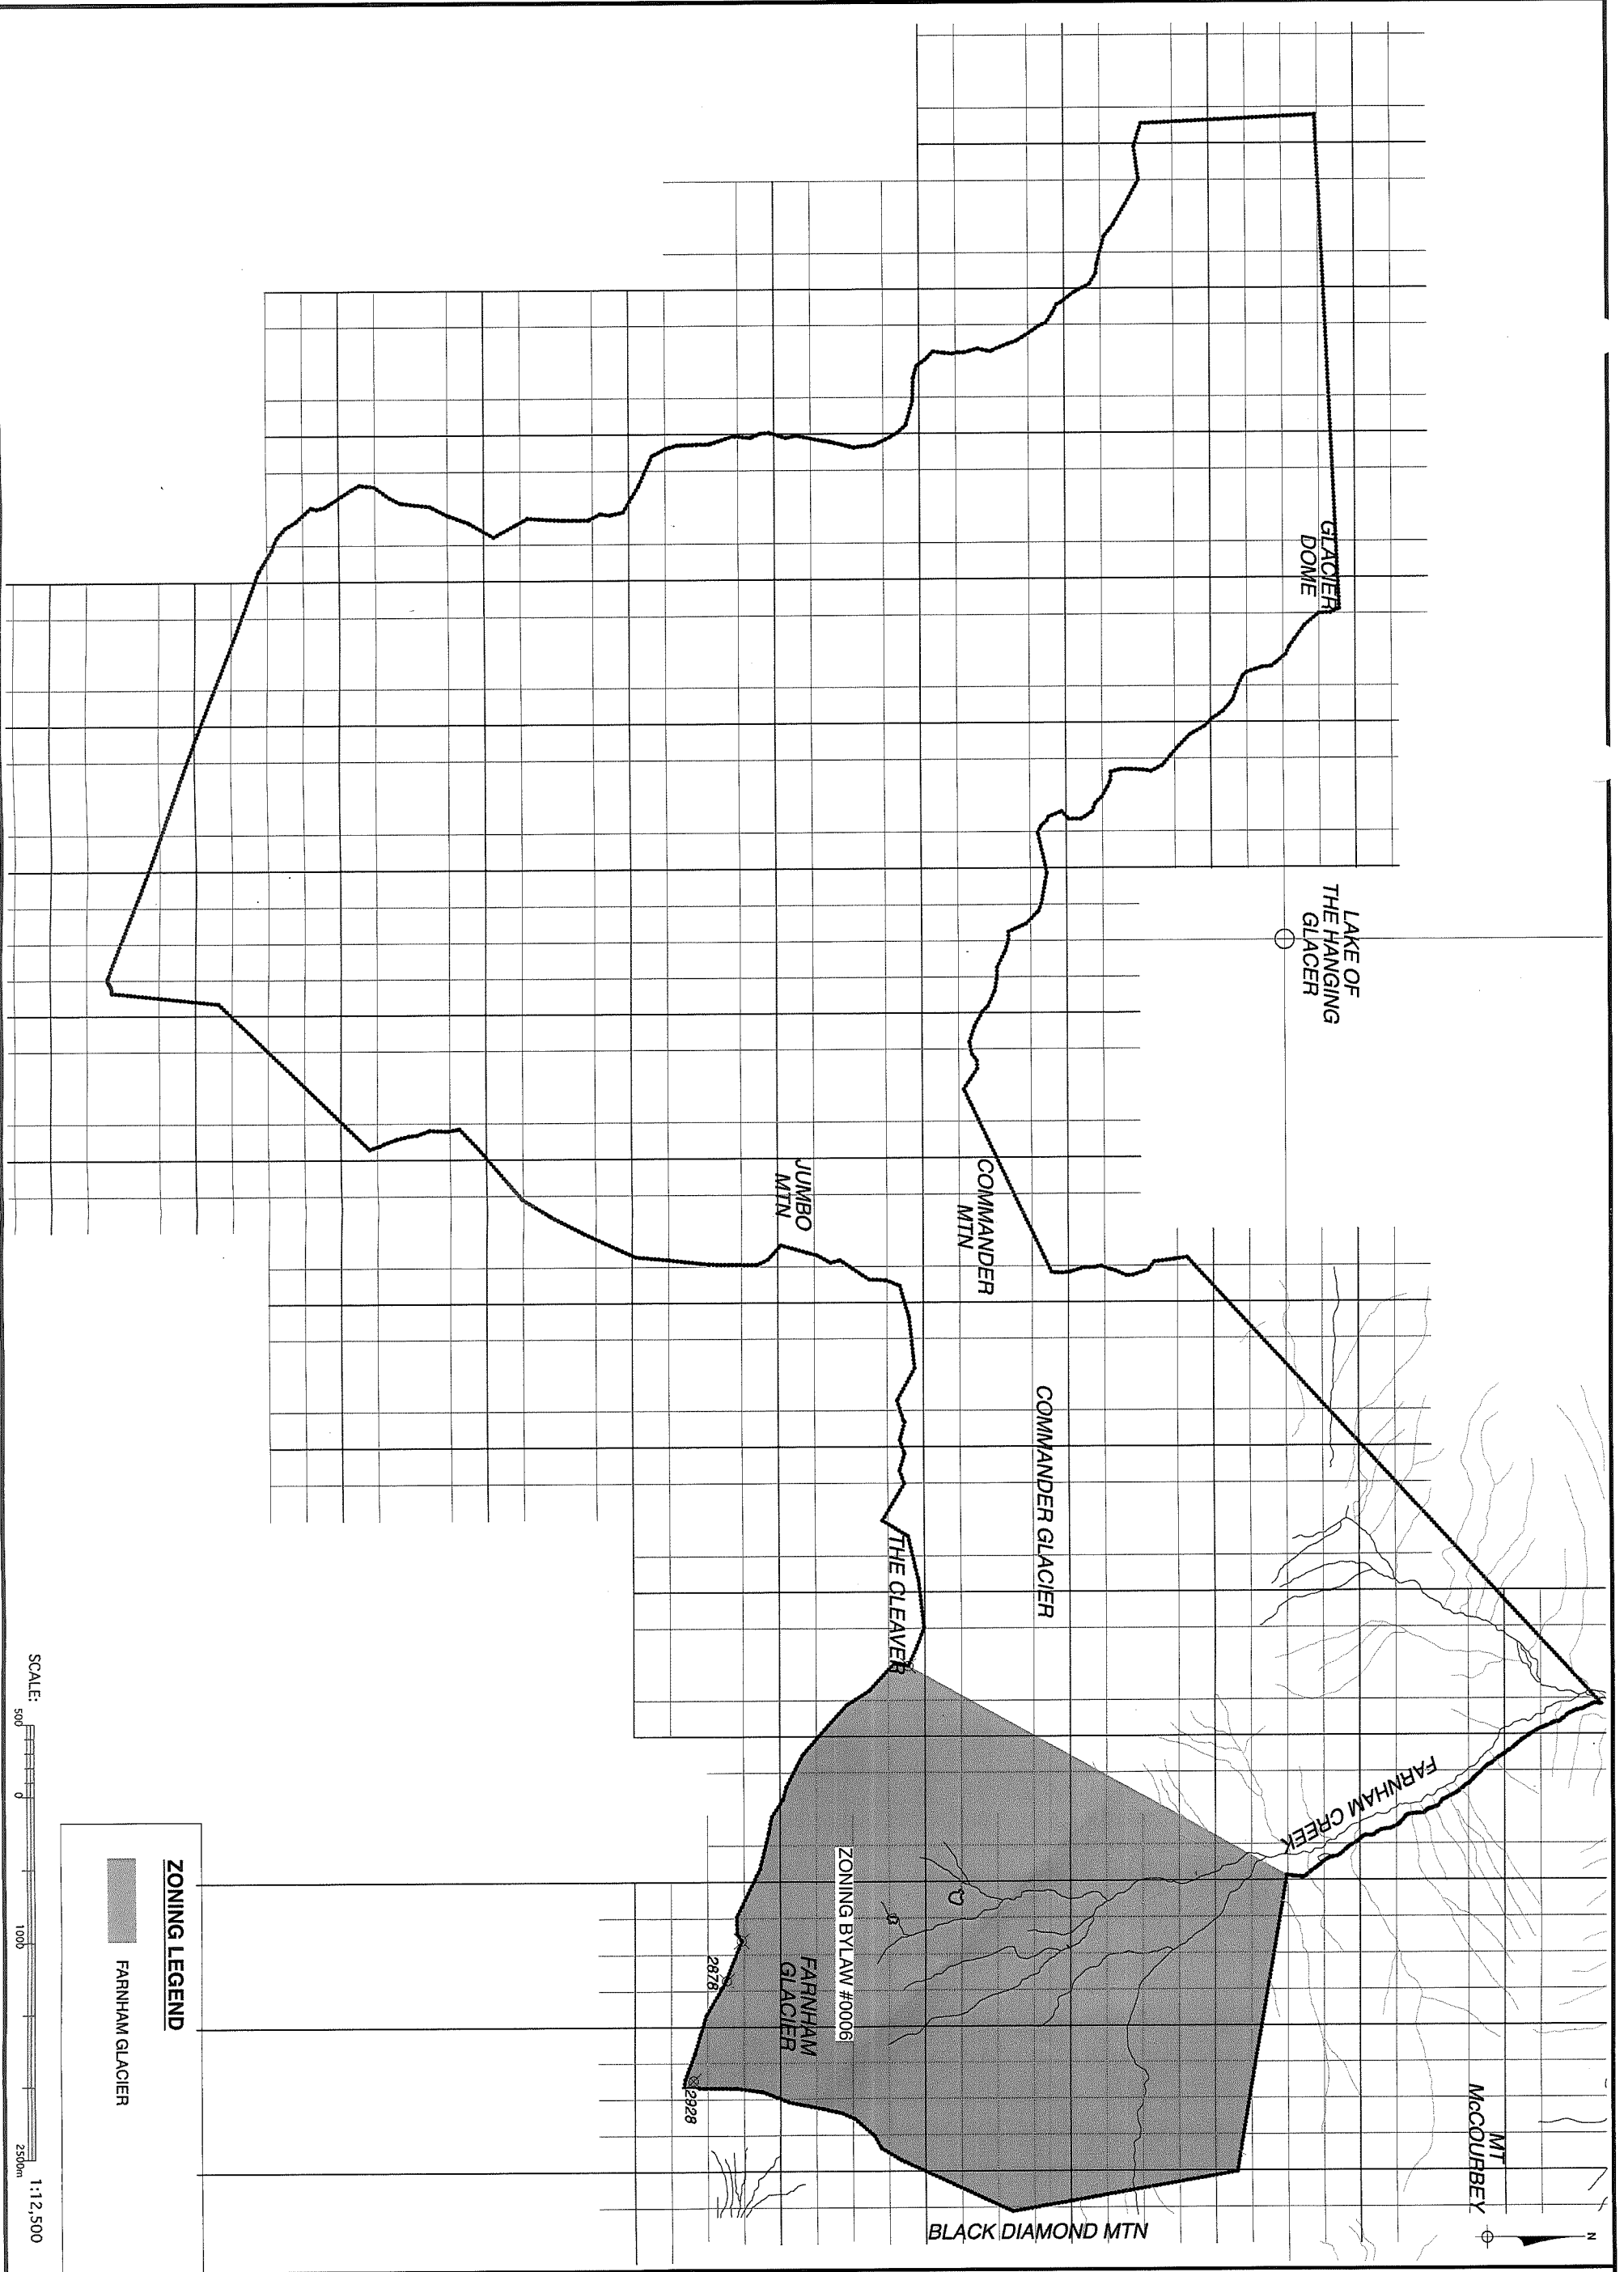 GLACIER
DOME
LAKE OF
THE HANGING
GLACER
COMMANDER
MTN
JUMBO
MTN
COMMANDER GLACIER
THE CLEAVER
FARNHAM CREEK
MT
McCOURBEY
N
ZONING BYLAW #0006
FARNHAM
GLACIER
2878
2928
BLACK DIAMOND MTN
ZONING LEGEND
FARNHAM GLACIER
SCALE:
500
0
1000
2500m
1:12,500